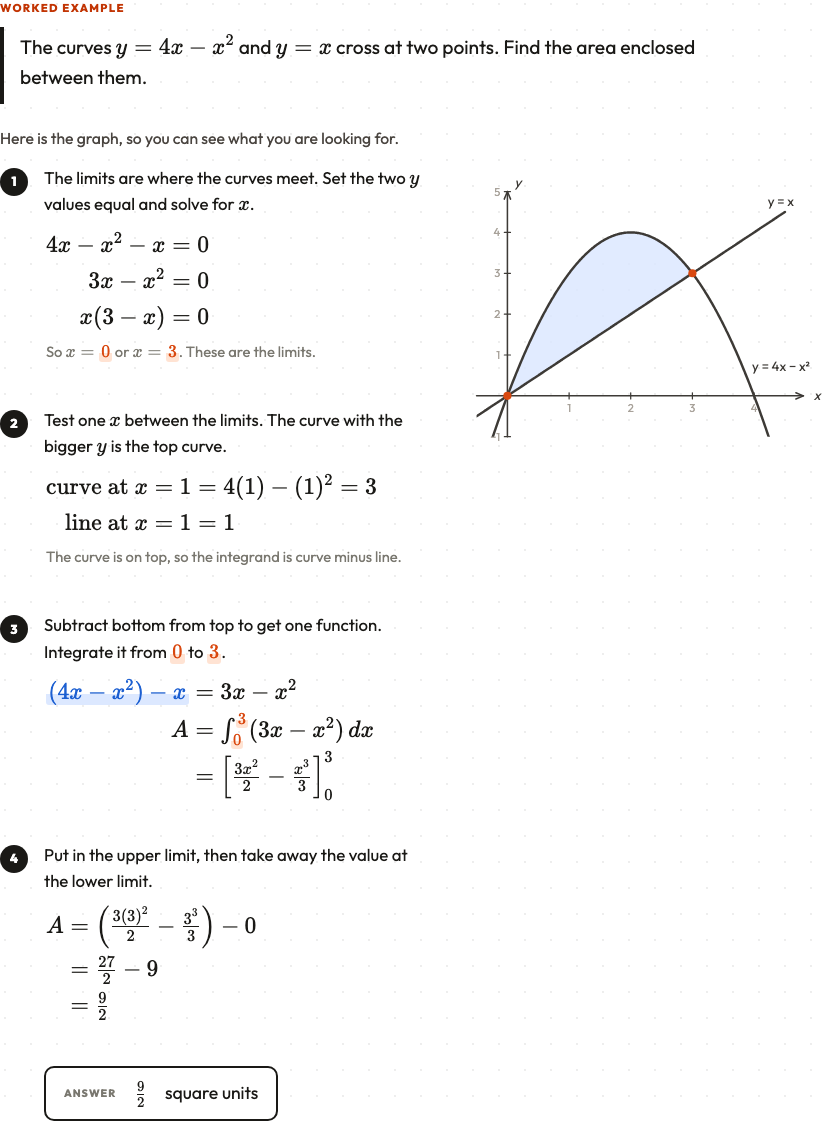 WORKED EXAMPLE
The curves y = 4x − x² and y = x cross at two points. Find the area enclosed
between them.
Here is the graph, so you can see what you are looking for.
1
The limits are where the curves meet. Set the two y
values equal and solve for x.
4x − x² − x = 0
3x − x² = 0
x(3 − x) = 0
So x = 0 or x = 3. These are the limits.
2
Test one x between the limits. The curve with the
bigger y is the top curve.
curve at x = 1 = 4(1) − (1)² = 3
line at x = 1 = 1
The curve is on top, so the integrand is curve minus line.
3
Subtract bottom from top to get one function.
Integrate it from 0 to 3.
(4x − x²) − x = 3x − x²
A = ∫₀³ (3x − x²) dx
= [3x²/2 − x³/3]₀³
4
Put in the upper limit, then take away the value at
the lower limit.
A = (3(3)²/2 − 3³/3) − 0
= 27/2 − 9
= 9/2
ANSWER 9/2 square units
y
5
y = x
4
3
2
1
y = 4x − x²
x
1 2 3 4
-1